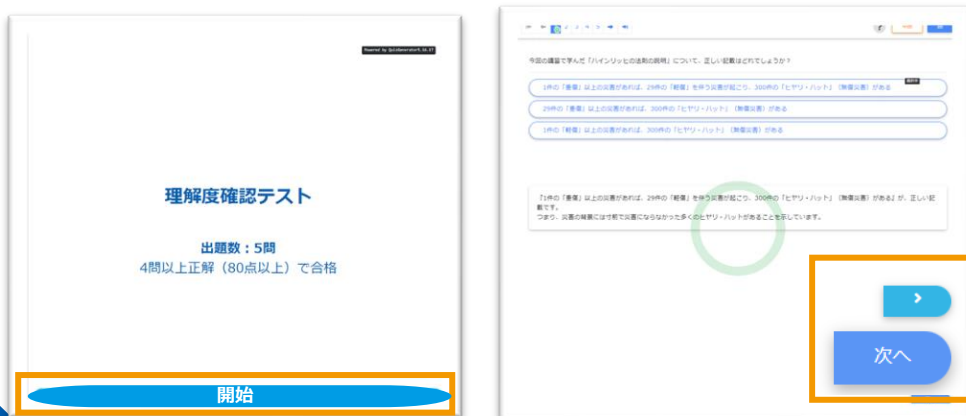 Powered by QuizGenerator
理解度確認テスト
出題数：5問
4問以上正解（80点以上）で合格
開始
今回の講習で学んだ「ハインリッヒの法則の説明」について、正しい記載はどれでしょうか？
1件の「重傷」以上の災害があれば、29件の「軽傷」を伴う災害が起こり、300件の「ヒヤリ・ハット」（無傷災害）がある
29件の「重傷」以上の災害があれば、300件の「ヒヤリ・ハット」（無傷災害）がある
1件の「軽傷」以上の災害があれば、300件の「ヒヤリ・ハット」（無傷災害）がある
『1件の「重傷」以上の災害があれば、29件の「軽傷」を伴う災害が起こり、300件の「ヒヤリ・ハット」（無傷災害）がある』が、正しい記
載です。
つまり、災害の背景には寸前で災害にならなかった多くのヒヤリ・ハットがあることを示しています。
次へ